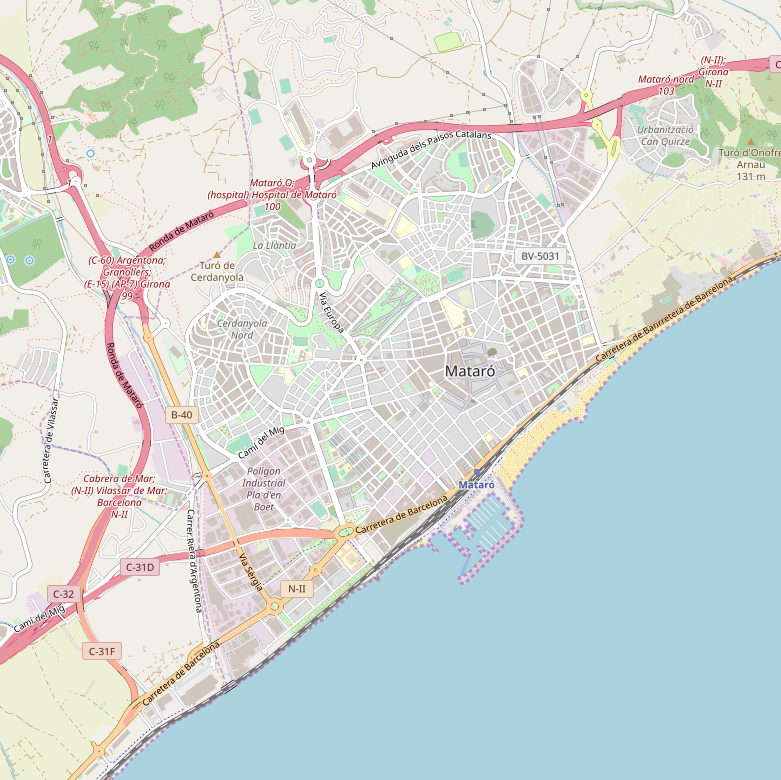 (N-II);
Girona
N-II
Mataró nord
103
C
Avinguda dels Països Catalans
Urbanització
Can Quirze
Turó d'Onofre
Arnau
131 m
1
1
Mataró O;
(hospital) Hospital de Mataró
100
Ronda de Mataró
La Llàntia
BV-5031
(C-60) Argentona;
Granollers;
(E-15) (AP-7) Girona
99
Turó de
Cerdanyola
Via Europa
Cerdanyola
Nord
Carretera de Barcelona
Ronda de Mataró
Mataró
B-40
Carretera de Vilassar
Camí del Mig
Cabrera de Mar;
(N-II) Vilassar de Mar;
Barcelona
N-II
Polígon
Industrial
Pla d'en
Boet
Mataró
Carretera de Barcelona
Carrer Riera d'Argentona
C-31D
Via Sèrgia
N-II
C-32
Camí del Mig
C-31F
Carretera de Barcelona